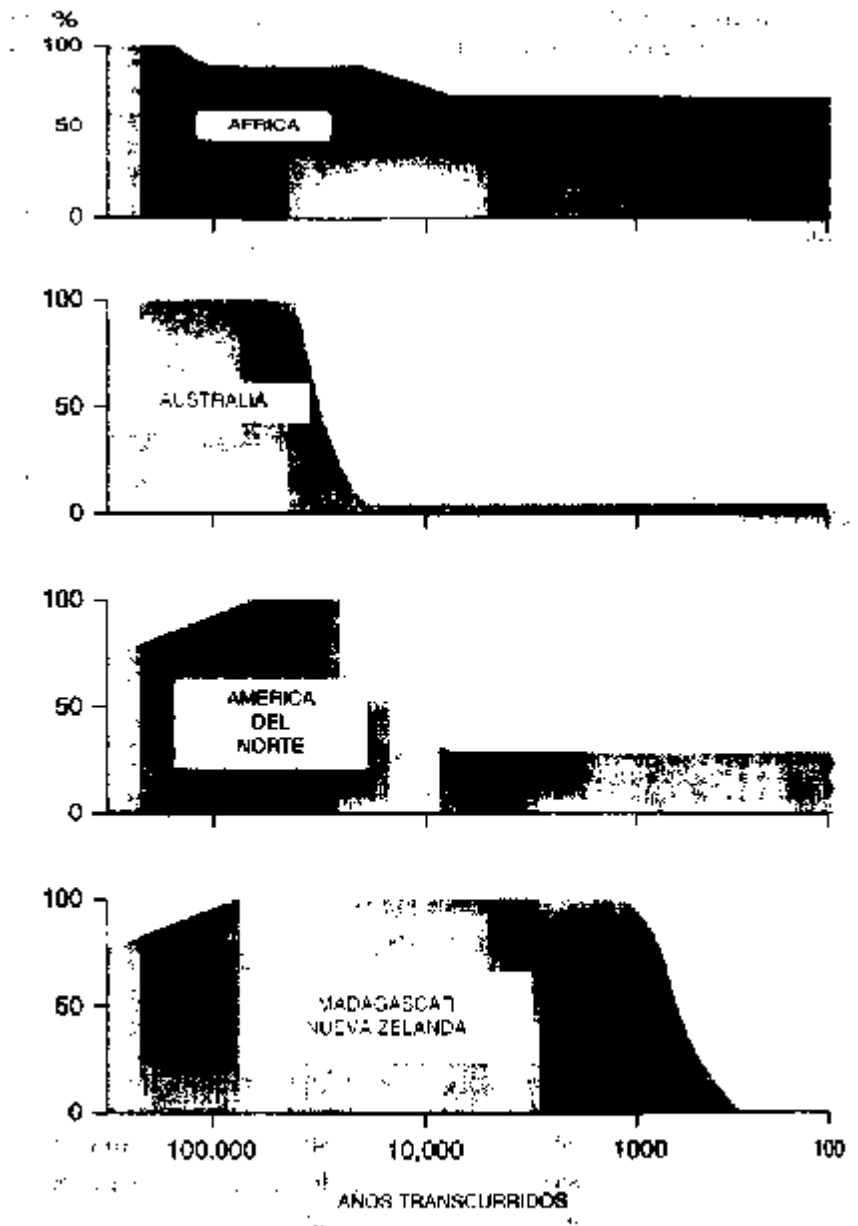 %
100
50
0
AFRICA
100
50
0
AUSTRALIA
100
50
0
AMERICA
DEL
NORTE
100
50
0
MADAGASCAR
NUEVA ZELANDA
100.000
10,000
1000
100
AÑOS TRANSCURRIDOS